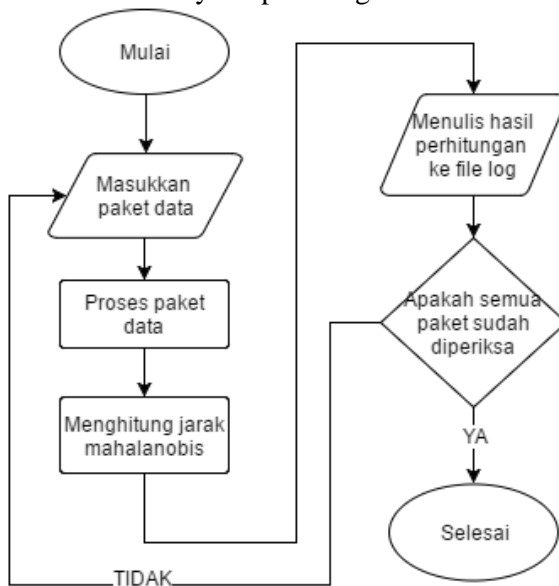 Mulai
Masukkan
paket data
Proses paket
data
Menghitung jarak
mahalanobis
Menulis hasil
perhitungan
ke file log
Apakah semua
paket sudah
diperiksa
YA
Selesai
TIDAK